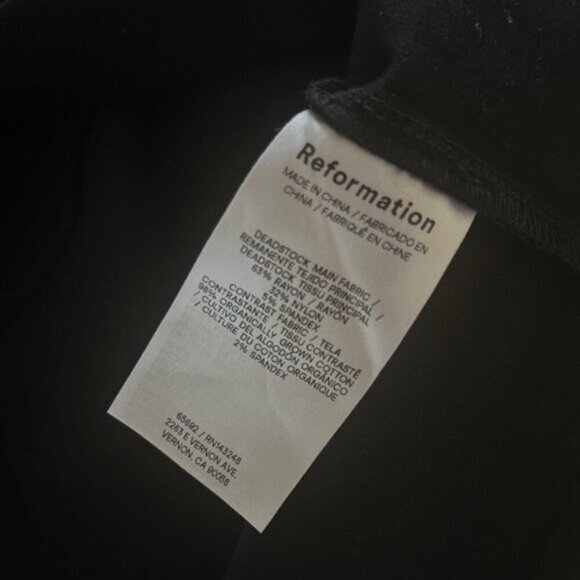 Reformation
MADE IN CHINA / FABRICADO EN
CHINA / FABRIQUÉ EN CHINE
DEADSTOCK MAIN FABRIC /
REMANENTE TEJIDO PRINCIPAL /
DEADSTOCK TISSU PRINCIPAL
63% RAYON / RAYON
32% NYLON
5% SPANDEX
CONTRAST FABRIC / TELA
CONTRASTANTE / TISSU CONTRASTÉ
98% ORGANICALLY GROWN COTTON
/ CULTIVO DEL ALGODÓN ORGÁNICO
/ CULTURE DU COTON ORGANIQUE
2% SPANDEX
65692 / RN143248
2263 E VERNON AVE.
VERNON, CA 90058